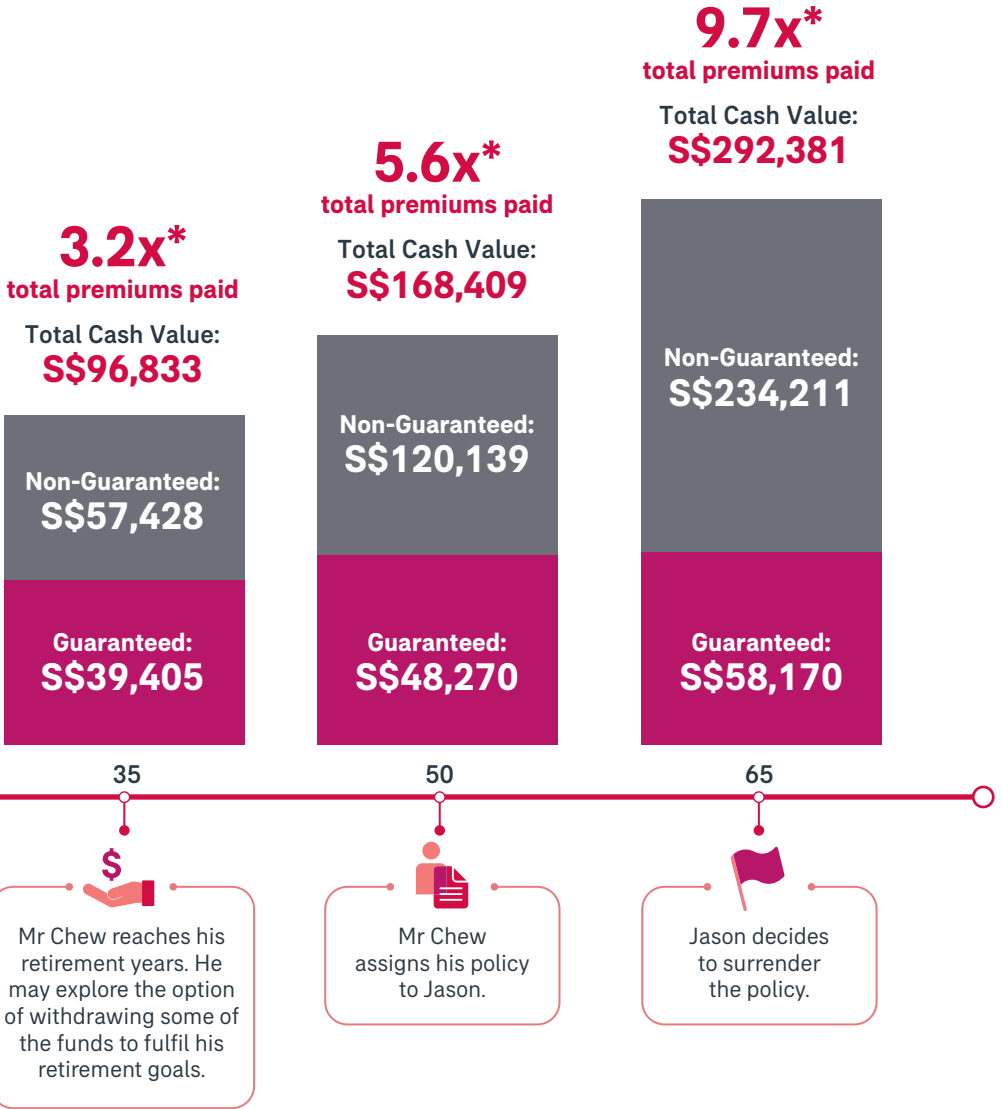 3.2x*
total premiums paid
Total Cash Value:
S$96,833
Non-Guaranteed:
S$57,428
Guaranteed:
S$39,405
35
$
Mr Chew reaches his
retirement years. He
may explore the option
of withdrawing some of
the funds to fulfil his
retirement goals.
5.6x*
total premiums paid
Total Cash Value:
S$168,409
Non-Guaranteed:
S$120,139
Guaranteed:
S$48,270
50
Mr Chew
assigns his policy
to Jason.
9.7x*
total premiums paid
Total Cash Value:
S$292,381
Non-Guaranteed:
S$234,211
Guaranteed:
S$58,170
65
Jason decides
to surrender
the policy.